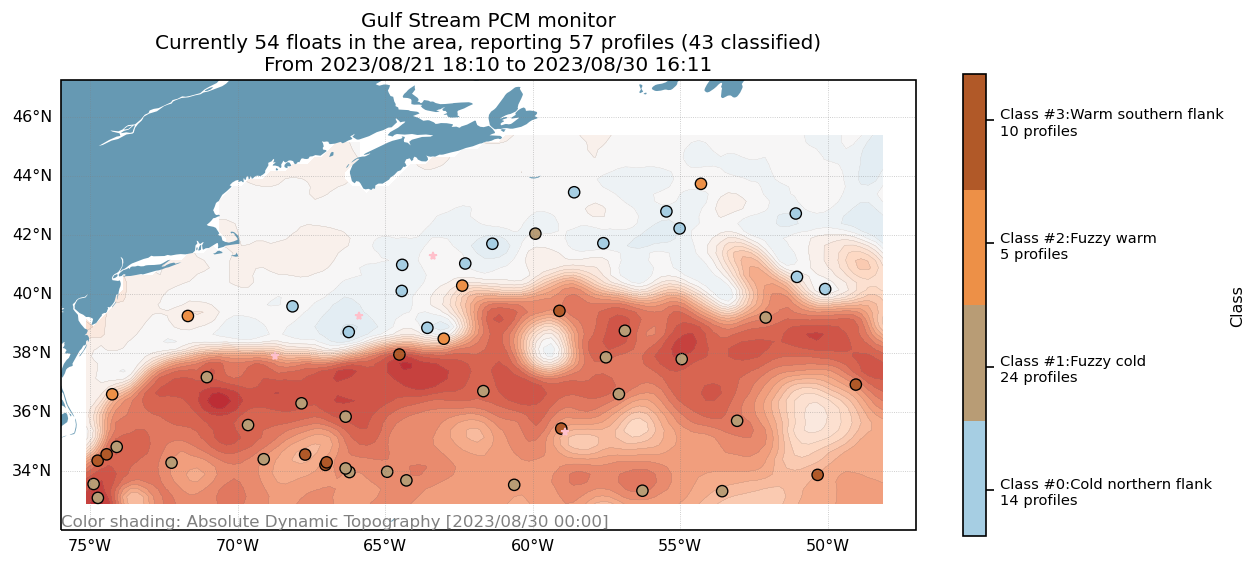 Gulf Stream PCM monitor
Currently 54 floats in the area, reporting 57 profiles (43 classified)
From 2023/08/21 18:10 to 2023/08/30 16:11
46°N
44°N
42°N
40°N
38°N
36°N
34°N
Color shading: Absolute Dynamic Topography [2023/08/30 00:00]
75°W
70°W
65°W
60°W
55°W
50°W
Class #3:Warm southern flank
10 profiles
Class #2:Fuzzy warm
5 profiles
Class #1:Fuzzy cold
24 profiles
Class #0:Cold northern flank
14 profiles
Class